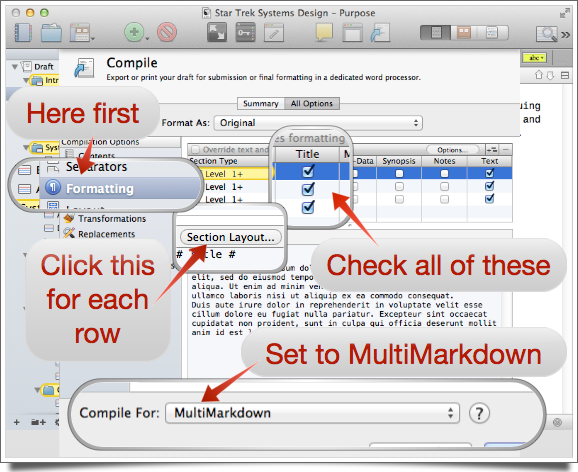 Star Trek Systems Design – Purpose
abc
Draft
Compile
Export or print your draft for submission or final formatting in a dedicated word processor.
Summary
All Options
Format As: Original
Here first
Compilation Options
Contents
Separators
Formatting
Transformations
Replacements
Override text and
Options...
es formatting
Section Type
Title
-Data
Synopsis
Notes
Text
Level 1+
Level 1+
Level 1+
Section Layout...
# Title #
Click this
for each
row
Check all of these
elit, sed do eiusmod tempo
aliqua. Ut enim ad minim ven
ullamco laboris nisi ut aliquip ex ea commodo consequat.
Duis aute irure dolor in reprehenderit in voluptate velit esse
cillum dolore eu fugiat nulla pariatur. Excepteur sint occaecat
cupidatat non proident, sunt in culpa qui officia deserunt mollit
anim id est l
Set to MultiMarkdown
Compile For: MultiMarkdown
?